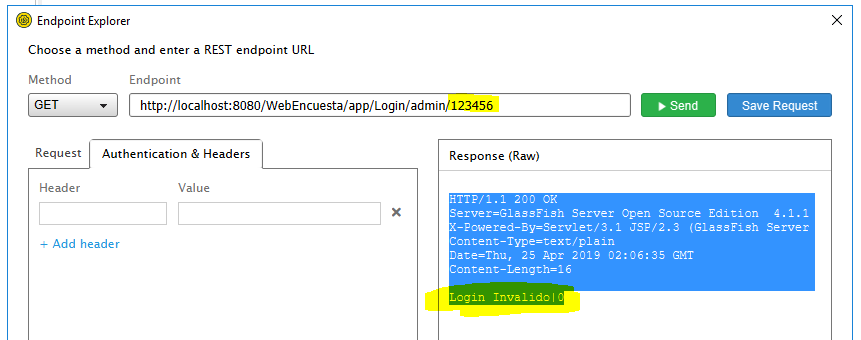 Endpoint Explorer
Choose a method and enter a REST endpoint URL
Method Endpoint
GET http://localhost:8080/WebEncuesta/app/Login/admin/123456 Send Save Request
Request Authentication & Headers
Header Value
+ Add header
Response (Raw)
HTTP/1.1 200 OK
Server=GlassFish Server Open Source Edition 4.1.1
X-Powered-By=Servlet/3.1 JSP/2.3 (GlassFish Server
Content-Type=text/plain
Date=Thu, 25 Apr 2019 02:06:35 GMT
Content-Length=16
Login Invalido|0